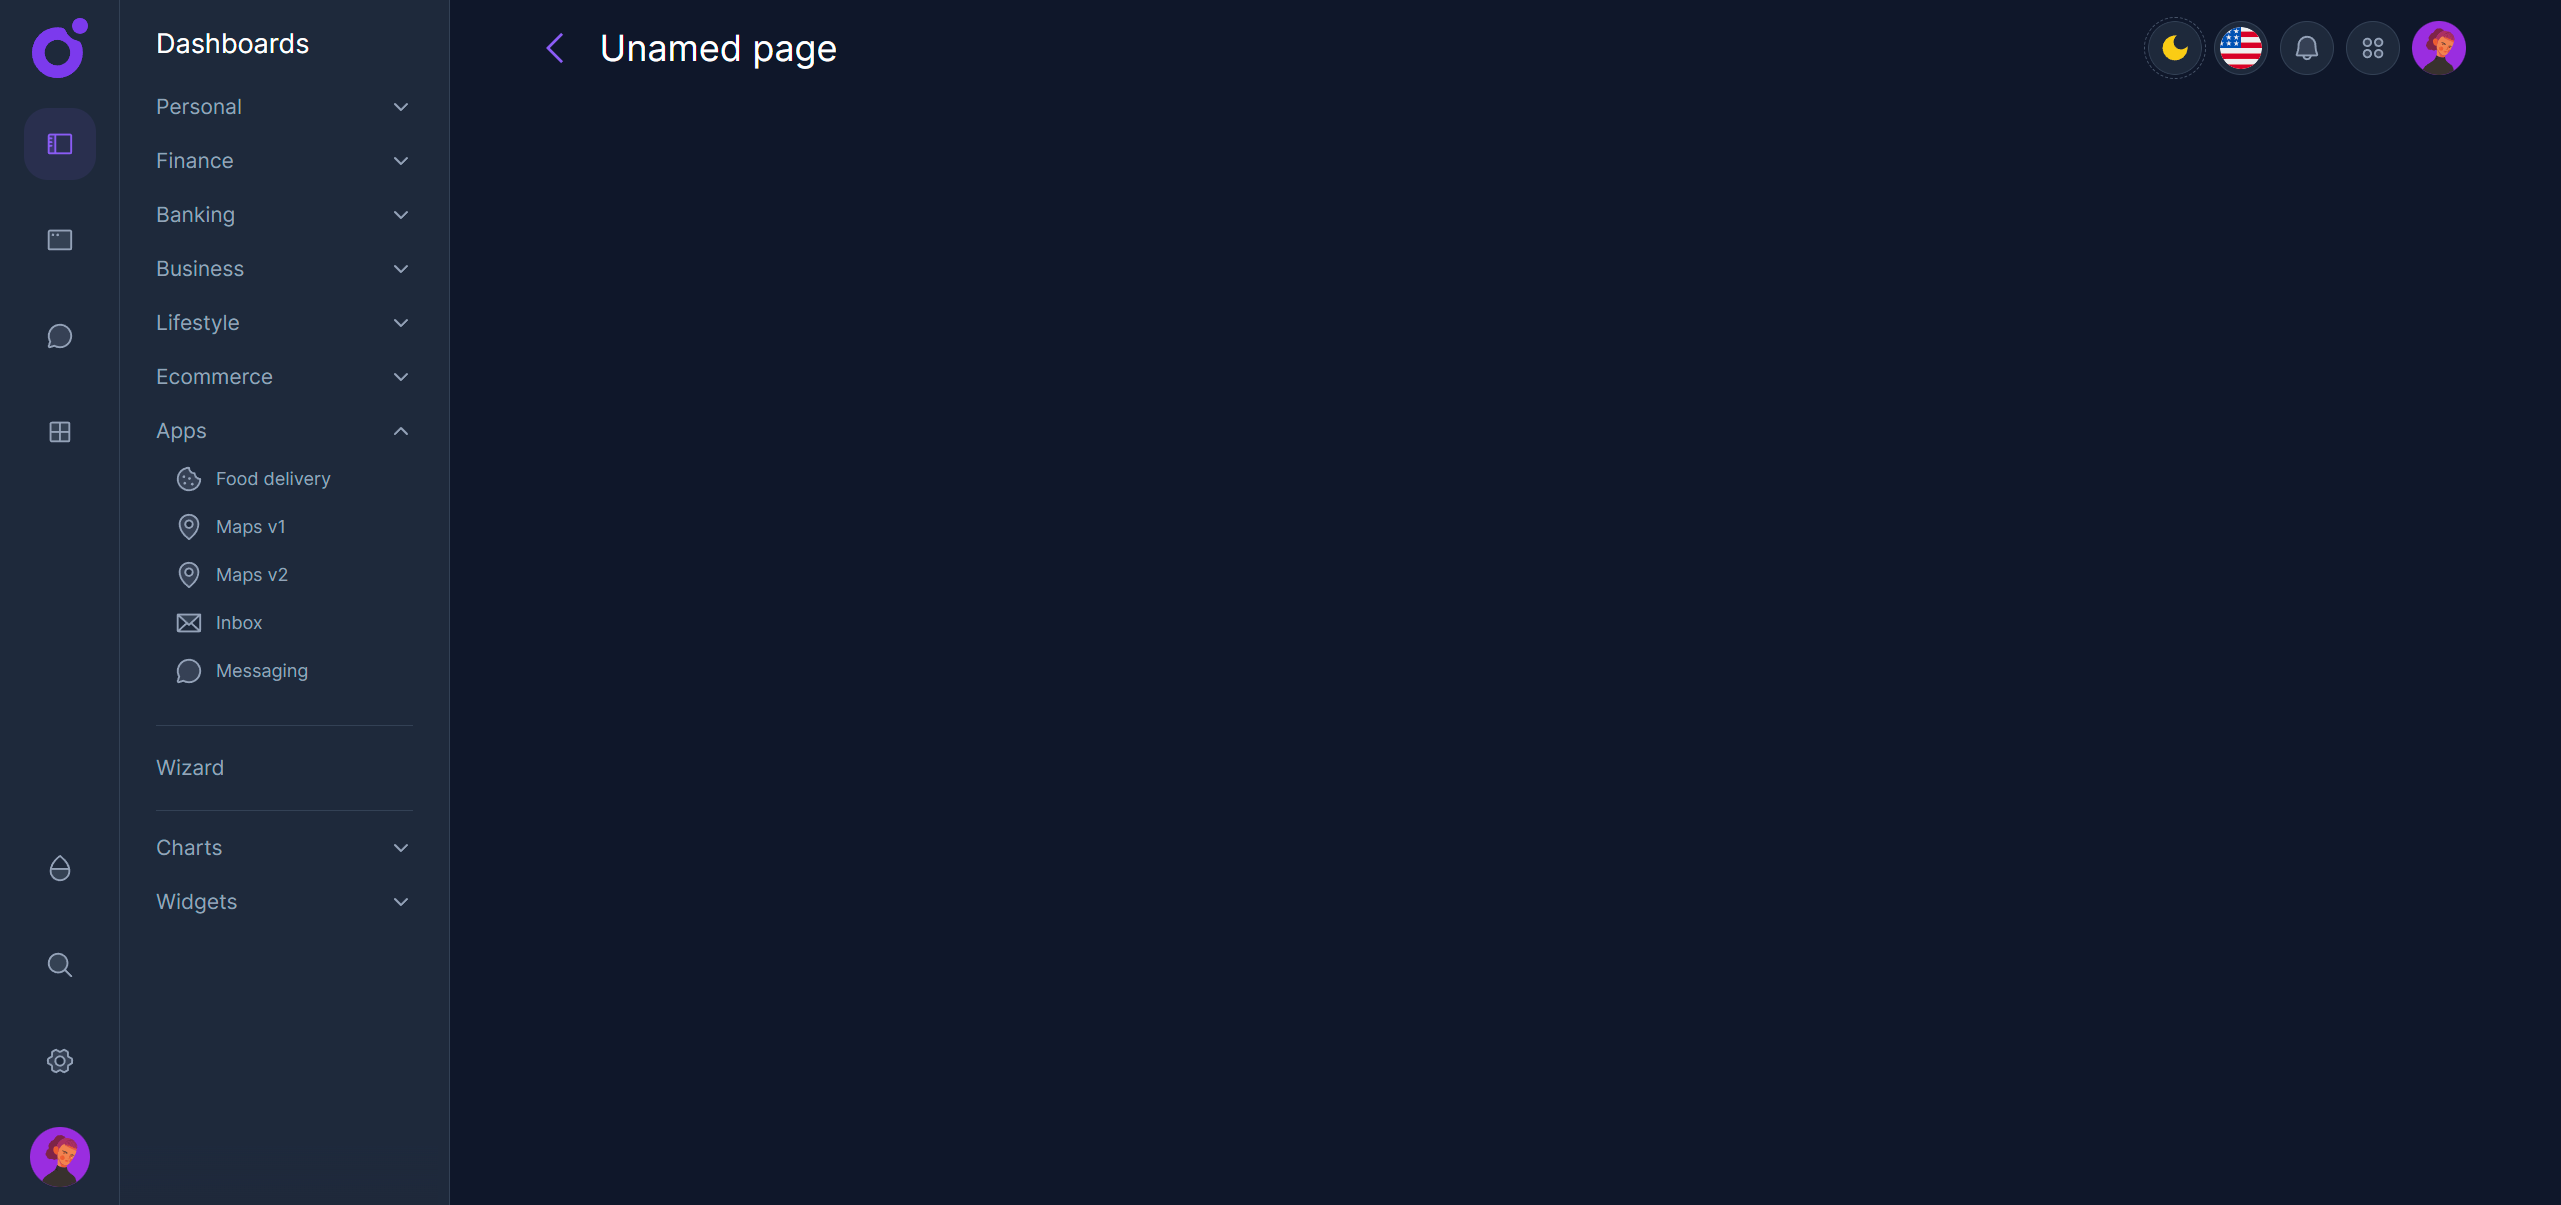 Dashboards
Personal
Finance
Banking
Business
Lifestyle
Ecommerce
Apps
Food delivery
Maps v1
Maps v2
Inbox
Messaging
Wizard
Charts
Widgets
Unamed page